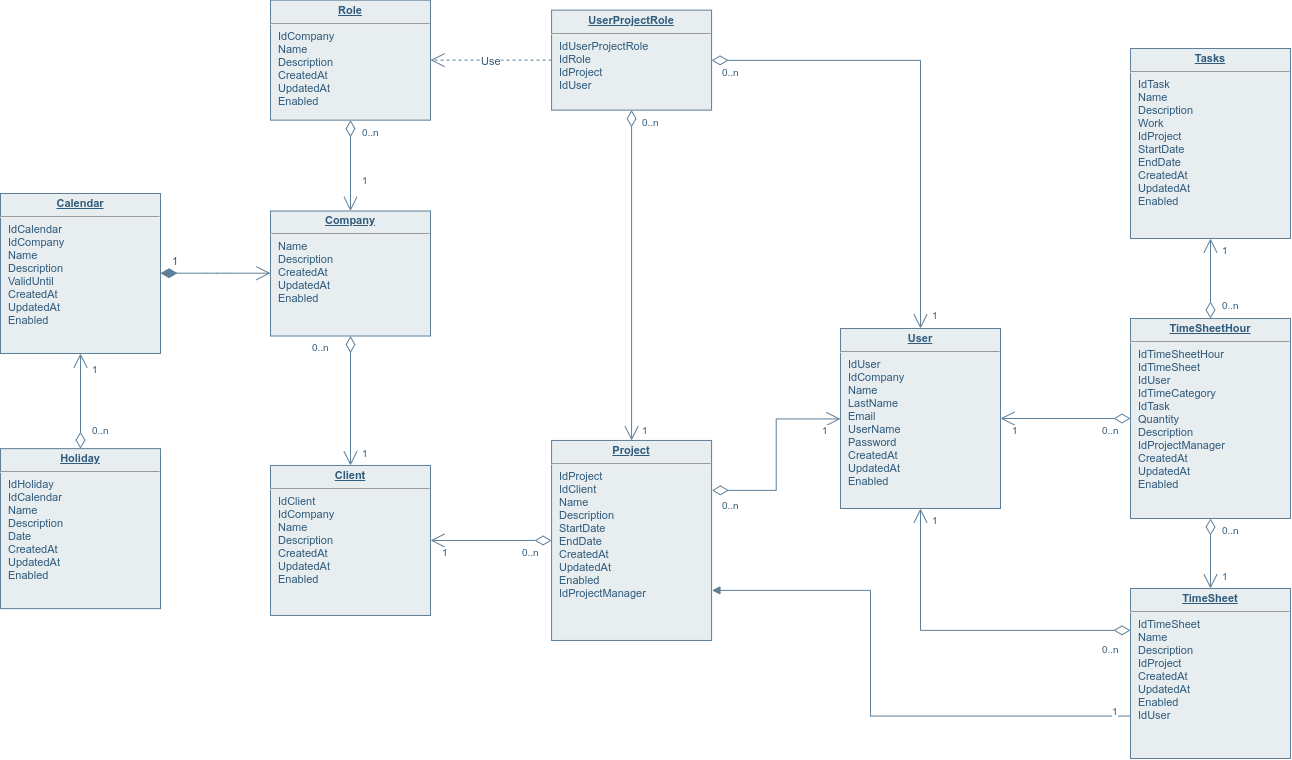 Role
IdCompany
Name
Description
CreatedAt
UpdatedAt
Enabled
0..n
1
Use
UserProjectRole
IdUserProjectRole
IdRole
IdProject
IdUser
0..n
0..n
1
1
Tasks
IdTask
Name
Description
Work
IdProject
StartDate
EndDate
CreatedAt
UpdatedAt
Enabled
1
0..n
Calendar
IdCalendar
IdCompany
Name
Description
ValidUntil
CreatedAt
UpdatedAt
Enabled
1
1
0..n
Company
Name
Description
CreatedAt
UpdatedAt
Enabled
0..n
1
User
IdUser
IdCompany
Name
LastName
Email
UserName
Password
CreatedAt
UpdatedAt
Enabled
1
1
0..n
1
TimeSheetHour
IdTimeSheetHour
IdTimeSheet
IdUser
IdTimeCategory
IdTask
Quantity
Description
IdProjectManager
CreatedAt
UpdatedAt
Enabled
0..n
1
Holiday
IdHoliday
IdCalendar
Name
Description
Date
CreatedAt
UpdatedAt
Enabled
Client
IdClient
IdCompany
Name
Description
CreatedAt
UpdatedAt
Enabled
1
0..n
Project
IdProject
IdClient
Name
Description
StartDate
EndDate
CreatedAt
UpdatedAt
Enabled
IdProjectManager
0..n
TimeSheet
IdTimeSheet
Name
Description
IdProject
CreatedAt
UpdatedAt
Enabled
IdUser
0..n
1